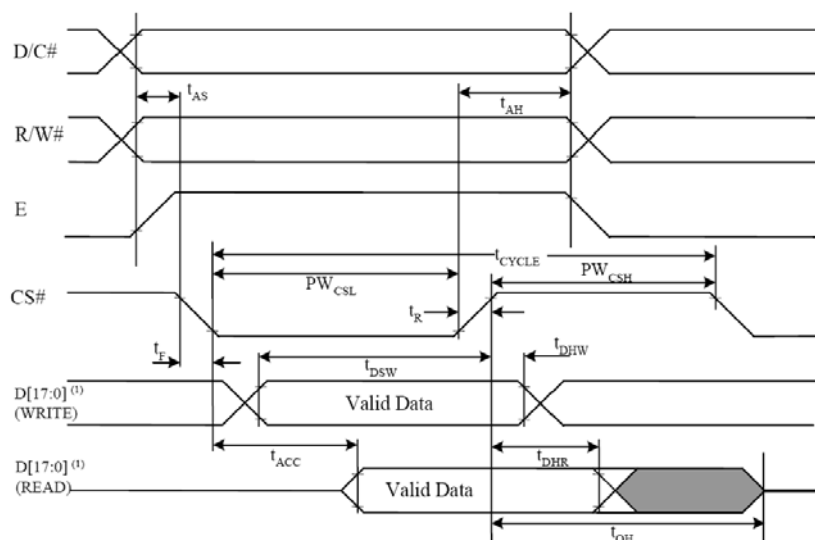 D/C#
tAS
tAH
R/W#
E
tCYCLE
PWCSL
PWCSH
CS#
tR
tF
tDSW
tDHW
D[17:0] (1)
(WRITE)
Valid Data
tACC
tDHR
D[17:0] (1)
(READ)
Valid Data
tOH